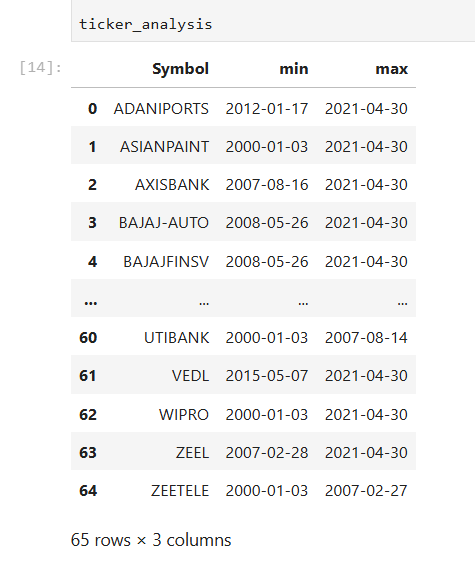 ticker_analysis
[14]:
Symbol min max
0 ADANIPORTS 2012-01-17 2021-04-30
1 ASIANPAINT 2000-01-03 2021-04-30
2 AXISBANK 2007-08-16 2021-04-30
3 BAJAJ-AUTO 2008-05-26 2021-04-30
4 BAJAJFINSV 2008-05-26 2021-04-30
... ... ... ...
60 UTIBANK 2000-01-03 2007-08-14
61 VEDL 2015-05-07 2021-04-30
62 WIPRO 2000-01-03 2021-04-30
63 ZEEL 2007-02-28 2021-04-30
64 ZEETELE 2000-01-03 2007-02-27
65 rows × 3 columns